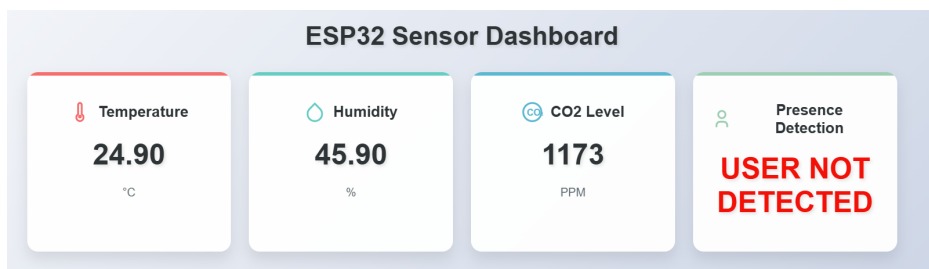 ESP32 Sensor Dashboard
Temperature
24.90
°C
Humidity
45.90
%
CO
CO2 Level
1173
PPM
Presence
Detection
USER NOT
DETECTED